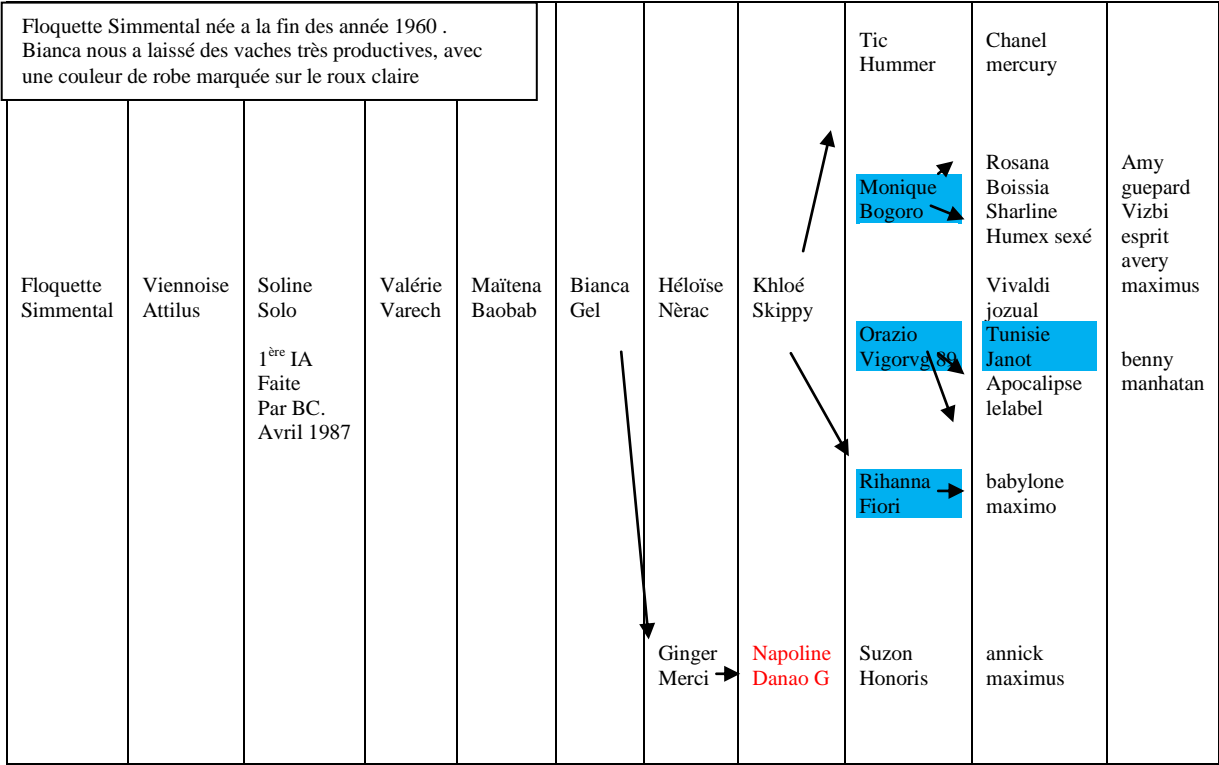 Floquette Simmental née a la fin des année 1960 .
Bianca nous a laissé des vaches très productives, avec
une couleur de robe marquée sur le roux claire
Floquette
Simmental
Viennoise
Attilus
Soline
Solo
1ère IA
Faite
Par BC.
Avril 1987
Valérie
Varech
Maïtena
Baobab
Bianca
Gel
Héloïse
Nèrac
Ginger
Merci
Khloé
Skippy
Napoline
Danao G
Tic
Hummer
Monique
Bogoro
Orazio
Vigorvg 89
Rihanna
Fiori
Suzon
Honoris
Chanel
mercury
Rosana
Boissia
Sharline
Humex sexé
Vivaldi
jozual
Tunisie
Janot
Apocalipse
lelabel
babylone
maximo
annick
maximus
Amy
guepard
Vizbi
esprit
avery
maximus
benny
manhatan